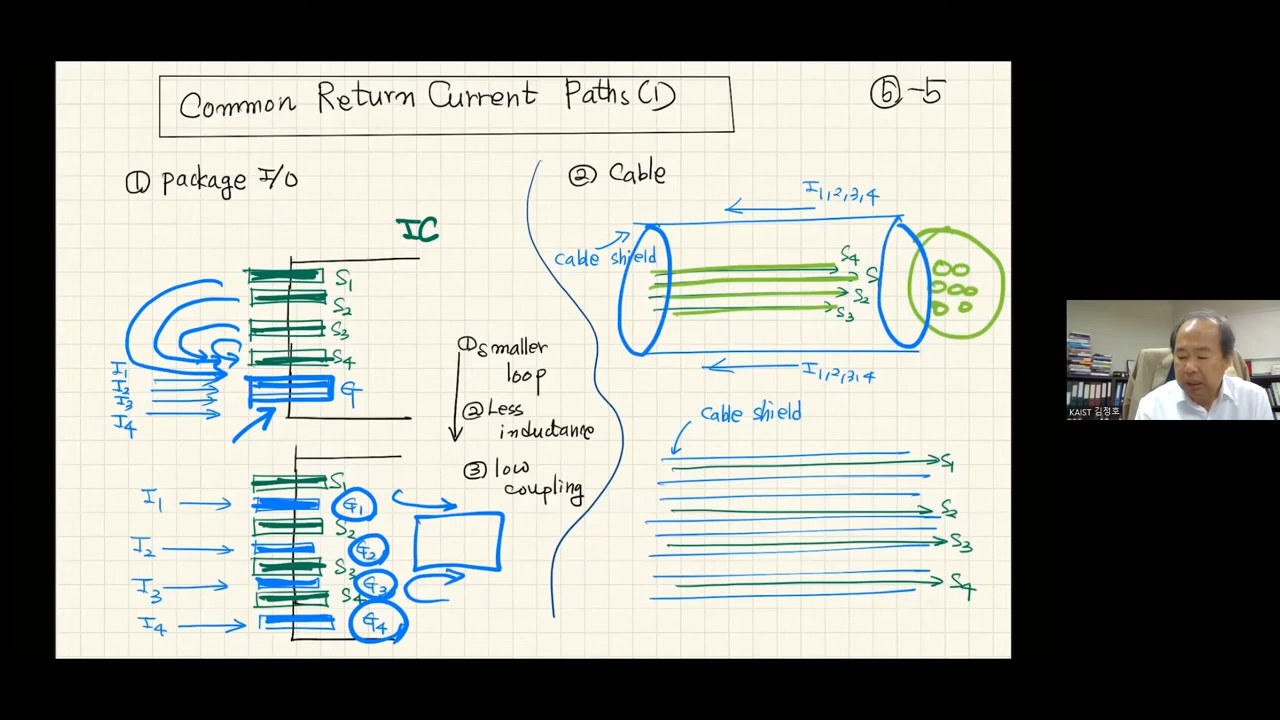 Common Return Current Paths (1)
⑥-5
① Package I/O
IC
S1
S2
S3
S4
G
I1
I2
I3
I4
① smaller
loop
② Less
inductance
③ low
coupling
S1
I1
G1
S2
I2
G2
S3
I3
G3
S4
I4
G4
② Cable
I1,2,3,4
Cable shield
S4
S
S2
S3
I1,2,3,4
Cable shield
S1
S2
S3
S4
KAIST 김정호